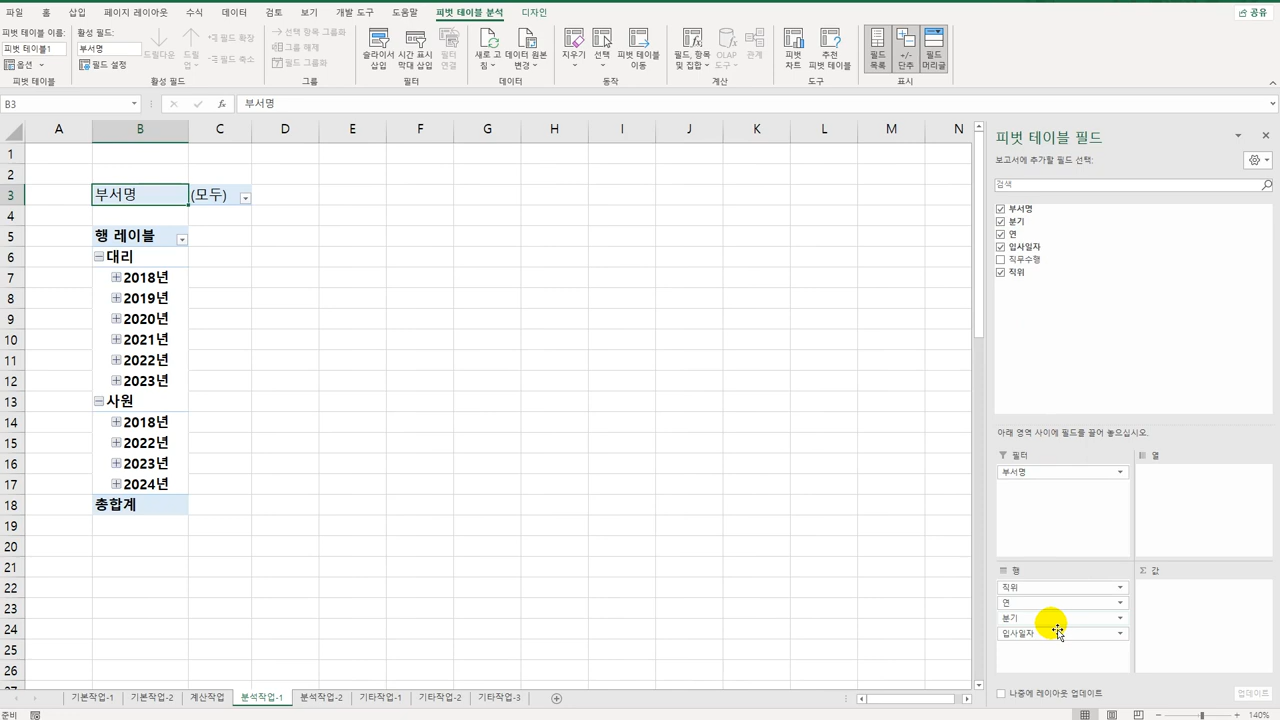 파일 홈 삽입 페이지 레이아웃 수식 데이터 검토 보기 개발 도구 도움말 피벗 테이블 분석 디자인 공유
피벗 테이블 이름:
피벗 테이블1
옵션
피벗 테이블
활성 필드:
부서명
필드 설정
드릴다운
드릴업
필드 확장
필드 축소
활성 필드
선택 항목 그룹화
그룹 해제
필드 그룹화
그룹
슬라이서 삽입
시간 표시 막대 삽입
필터 연결
필터
새로 고침
데이터 원본 변경
데이터
지우기
선택
피벗 테이블 이동
동작
필드, 항목 및 집합
OLAP 도구
관계
계산
피벗 차트
추천 피벗 테이블
도구
필드 목록
+/- 단추
필드 머리글
표시
B3 fx 부서명
A B C D E F G H I J K L M N
1
2
3 부서명 (모두)
4
5 행 레이블
6 대리
7 2018년
8 2019년
9 2020년
10 2021년
11 2022년
12 2023년
13 사원
14 2018년
15 2022년
16 2023년
17 2024년
18 총합계
19
20
21
22
23
24
25
26
피벗 테이블 필드
보고서에 추가할 필드 선택:
검색
부서명
분기
연
입사일자
직무수행
직위
아래 영역 사이에 필드를 끌어 놓으십시오.
필터 열
부서명
행 Σ 값
직위
연
분기
입사일자
나중에 레이아웃 업데이트 업데이트
기본작업-1 기본작업-2 계산작업 분석작업-1 분석작업-2 기타작업-1 기타작업-2 기타작업-3
준비 140%